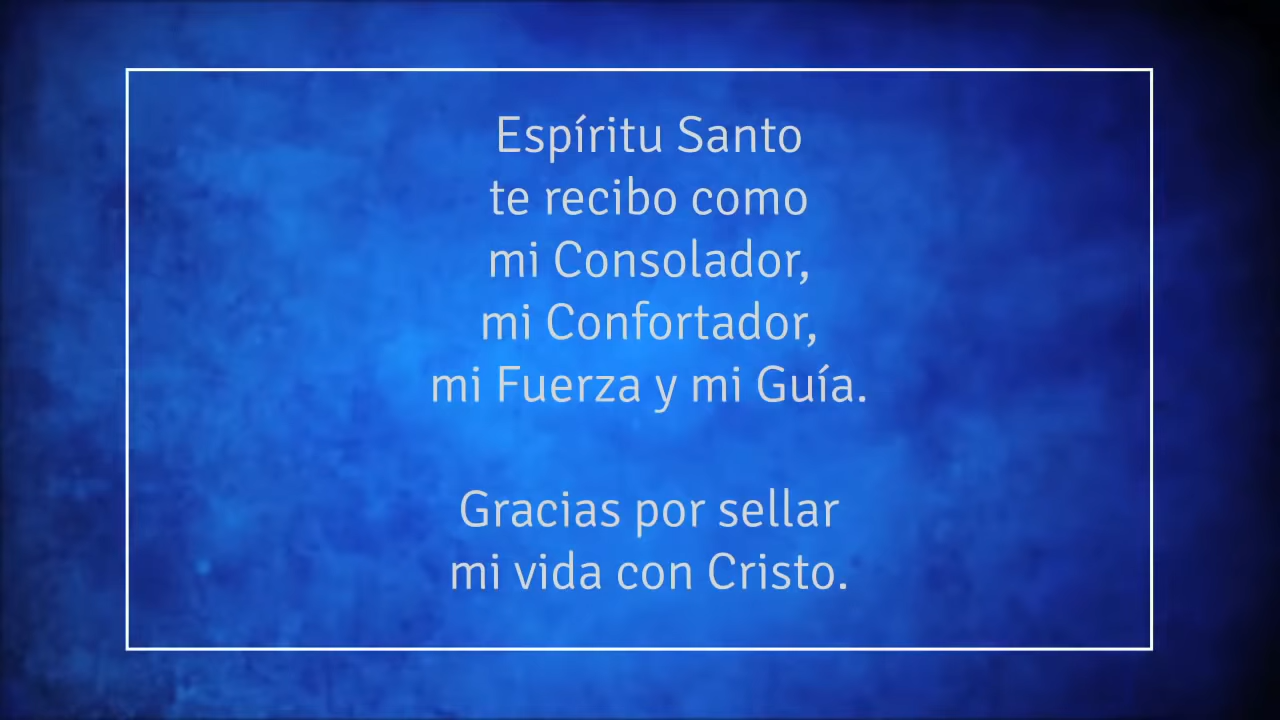 Espíritu Santo
te recibo como
mi Consolador,
mi Confortador,
mi Fuerza y mi Guía.
Gracias por sellar
mi vida con Cristo.